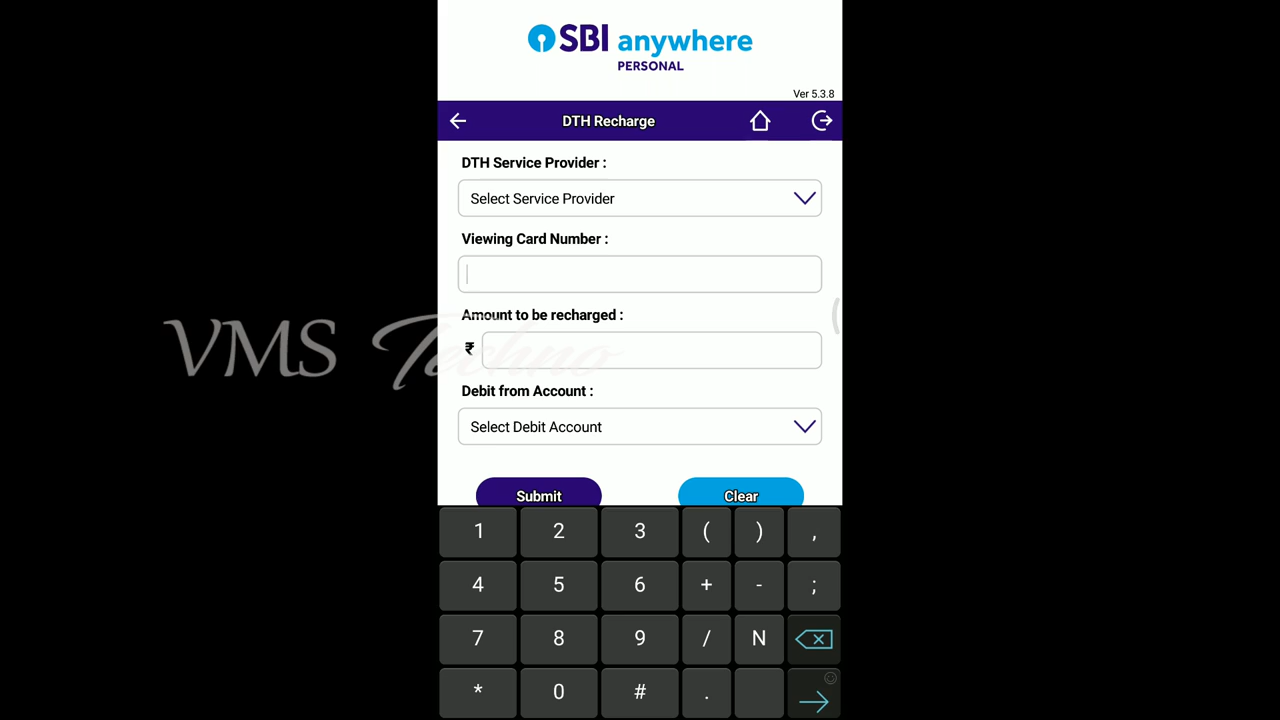 SBI anywhere
PERSONAL
Ver 5.3.8
DTH Recharge
DTH Service Provider :
Select Service Provider
Viewing Card Number :
Amount to be recharged :
₹
VMS Techno
Debit from Account :
Select Debit Account
Submit Clear
1 2 3 ( ) ,
4 5 6 + - ;
7 8 9 / N
* 0 # .